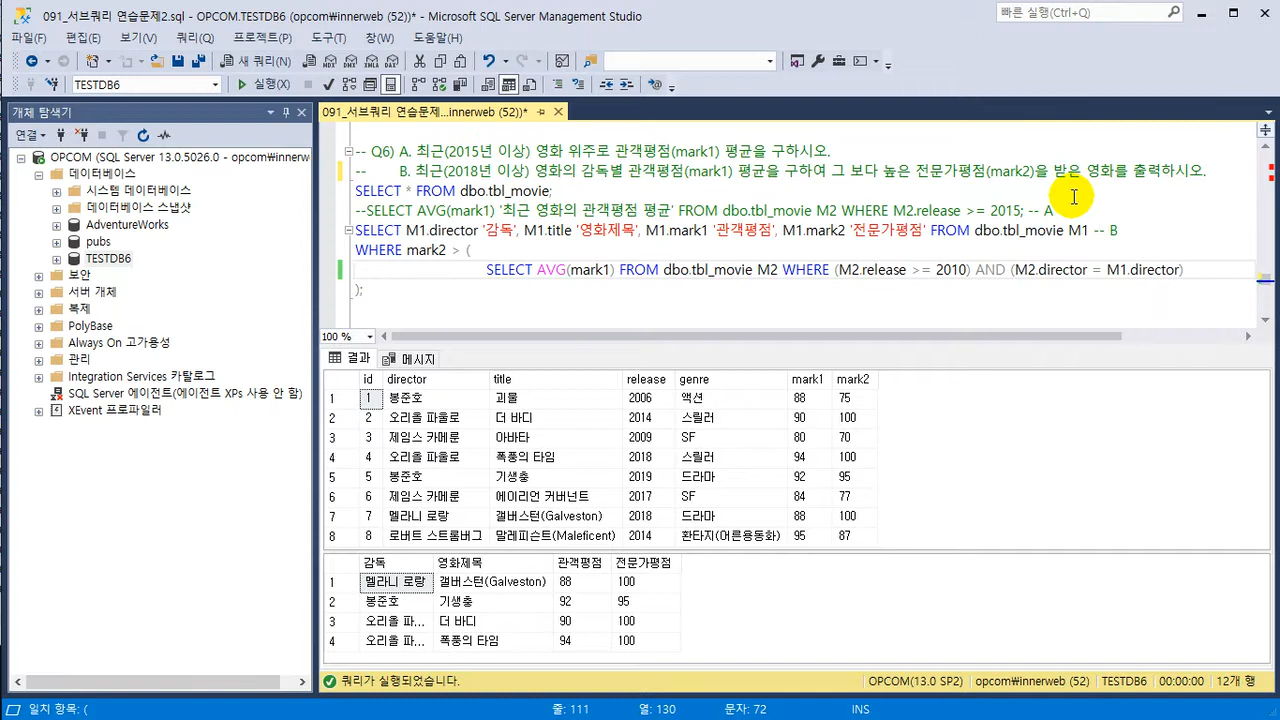 091_서브쿼리 연습문제2.sql - OPCOM.TESTDB6 (opcom₩innerweb (52))* - Microsoft SQL Server Management Studio
빠른 실행(Ctrl+Q)
파일(F) 편집(E) 보기(V) 쿼리(Q) 프로젝트(P) 도구(T) 창(W) 도움말(H)
새 쿼리(N)
TESTDB6 실행(X)
개체 탐색기
091_서브쿼리 연습문제...innerweb (52))*
연결
OPCOM (SQL Server 13.0.5026.0 - opcom₩innerw
데이터베이스
시스템 데이터베이스
데이터베이스 스냅샷
AdventureWorks
pubs
TESTDB6
보안
서버 개체
복제
PolyBase
Always On 고가용성
관리
Integration Services 카탈로그
SQL Server 에이전트(에이전트 XPs 사용 안 함)
XEvent 프로파일러
-- Q6) A. 최근(2015년 이상) 영화 위주로 관객평점(mark1) 평균을 구하시오.
-- B. 최근(2018년 이상) 영화의 감독별 관객평점(mark1) 평균을 구하여 그 보다 높은 전문가평점(mark2)을 받은 영화를 출력하시오.
SELECT * FROM dbo.tbl_movie;
--SELECT AVG(mark1) '최근 영화의 관객평점 평균' FROM dbo.tbl_movie M2 WHERE M2.release >= 2015; -- A
SELECT M1.director '감독', M1.title '영화제목', M1.mark1 '관객평점', M1.mark2 '전문가평점' FROM dbo.tbl_movie M1 -- B
WHERE mark2 > (
SELECT AVG(mark1) FROM dbo.tbl_movie M2 WHERE (M2.release >= 2010) AND (M2.director = M1.director)
);
100 %
결과 메시지
id director title release genre mark1 mark2
1 1 봉준호 괴물 2006 액션 88 75
2 2 오리올 파울로 더 바디 2014 스릴러 90 100
3 3 제임스 카메룬 아바타 2009 SF 80 70
4 4 오리올 파울로 폭풍의 타임 2018 스릴러 94 100
5 5 봉준호 기생충 2019 드라마 92 95
6 6 제임스 카메룬 에이리언 커버넌트 2017 SF 84 77
7 7 멜라니 로랑 갤버스턴(Galveston) 2018 드라마 88 100
8 8 로버트 스트롬버그 말레피센트(Maleficent) 2014 판타지(어른용동화) 95 87
감독 영화제목 관객평점 전문가평점
1 멜라니 로랑 갤버스턴(Galveston) 88 100
2 봉준호 기생충 92 95
3 오리올 파... 더 바디 90 100
4 오리올 파... 폭풍의 타임 94 100
쿼리가 실행되었습니다. OPCOM(13.0 SP2) opcom₩innerweb (52) TESTDB6 00:00:00 12개 행
일치 항목: ( 줄: 111 열: 130 문자: 72 INS